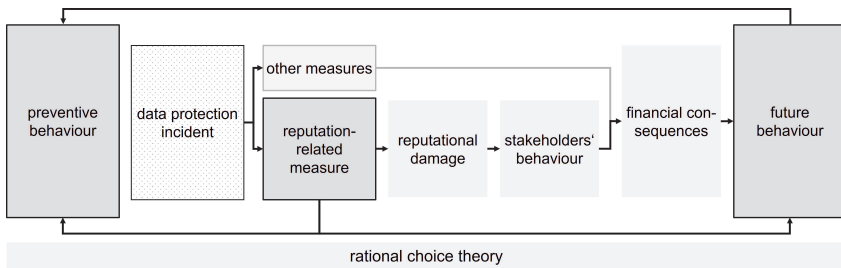 preventive
behaviour
data protection
incident
other measures
reputation-
related
measure
reputational
damage
stakeholders‘
behaviour
financial con-
sequences
future
behaviour
rational choice theory